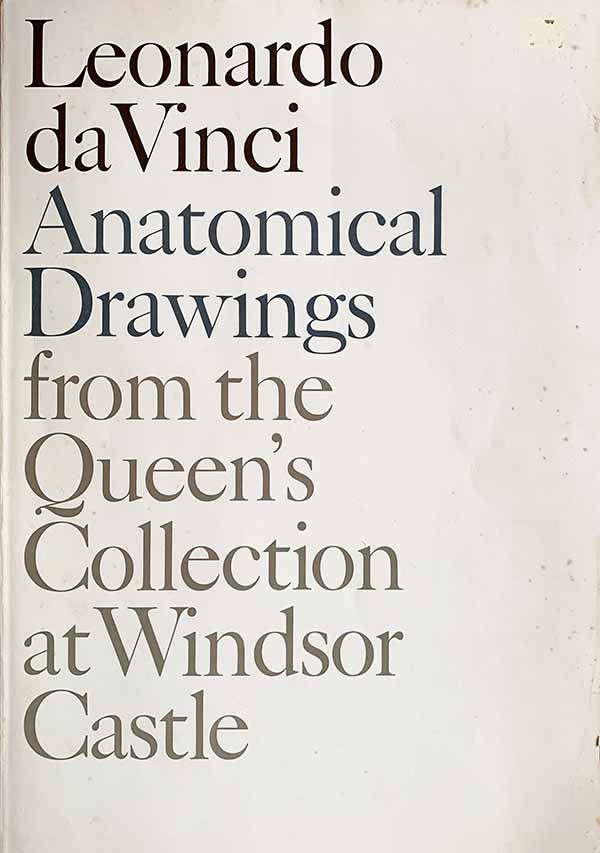 Leonardo
da Vinci
Anatomical
Drawings
from the
Queen's
Collection
at Windsor
Castle